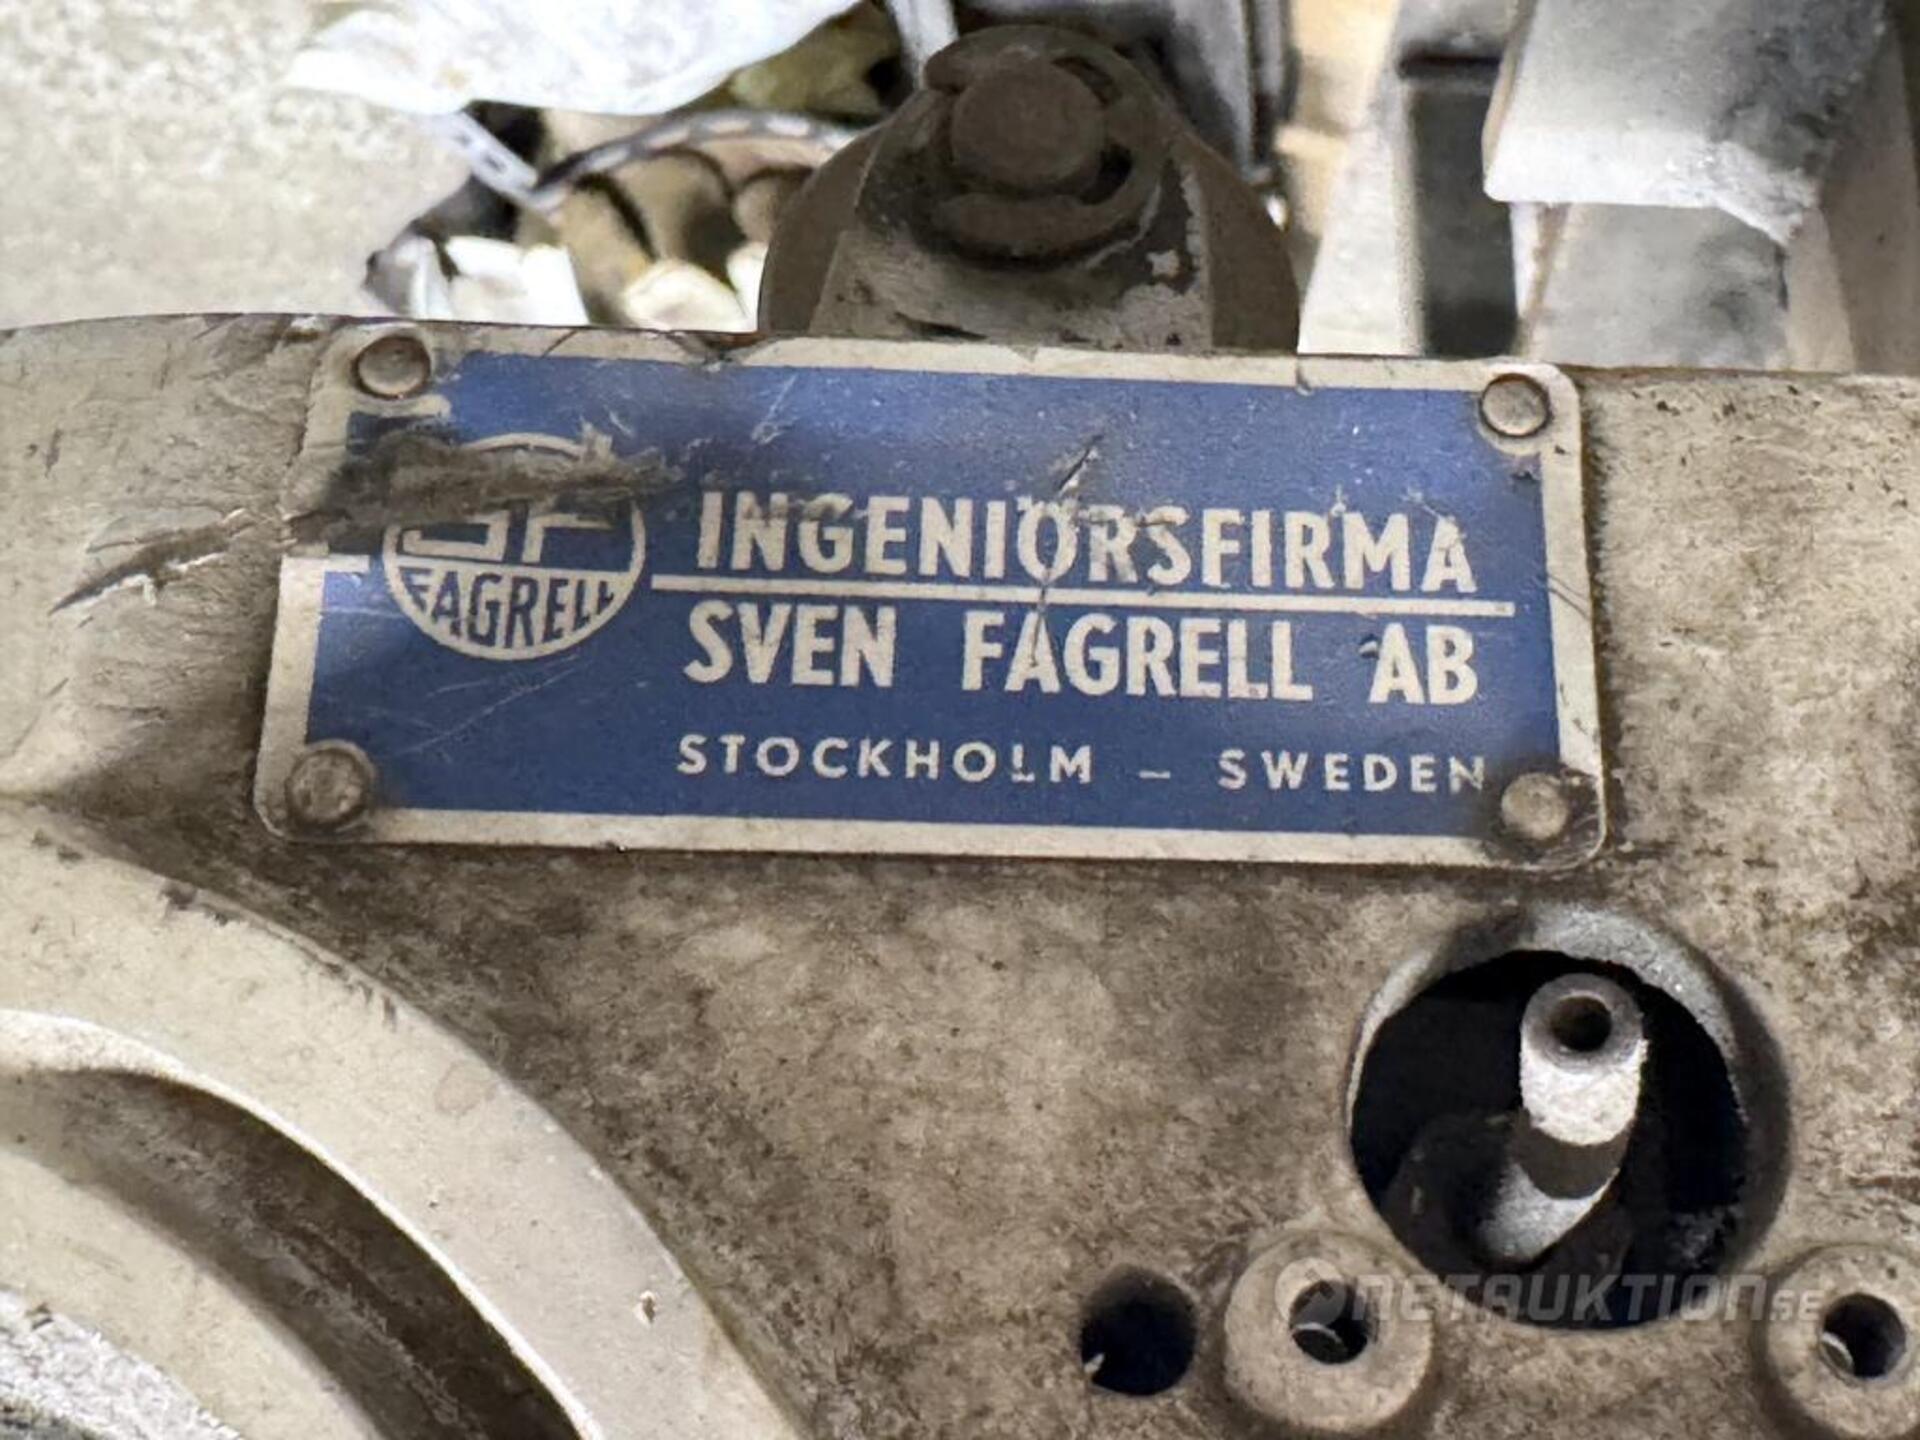 SF
FAGRELL
INGENIÖRSFIRMA
SVEN FAGRELL AB
STOCKHOLM – SWEDEN
NETAUKTION.SE